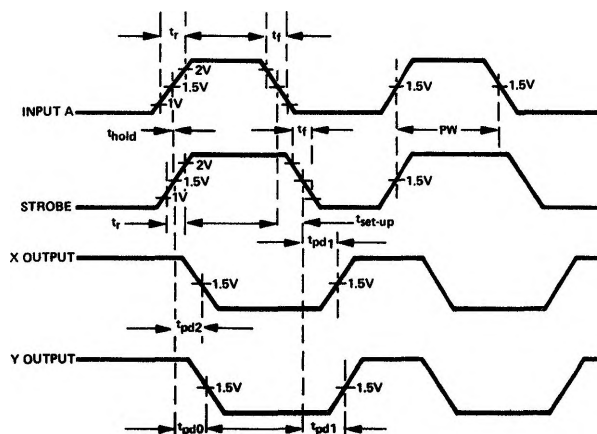 tr
tf
2V
1.5V
1V
1.5V
1.5V
INPUT A
thold
tf
PW
2V
1.5V
1V
1.5V
STROBE
tr
tset-up
tpd1
X OUTPUT
1.5V
1.5V
tpd2
Y OUTPUT
1.5V
1.5V
tpd0
tpd1